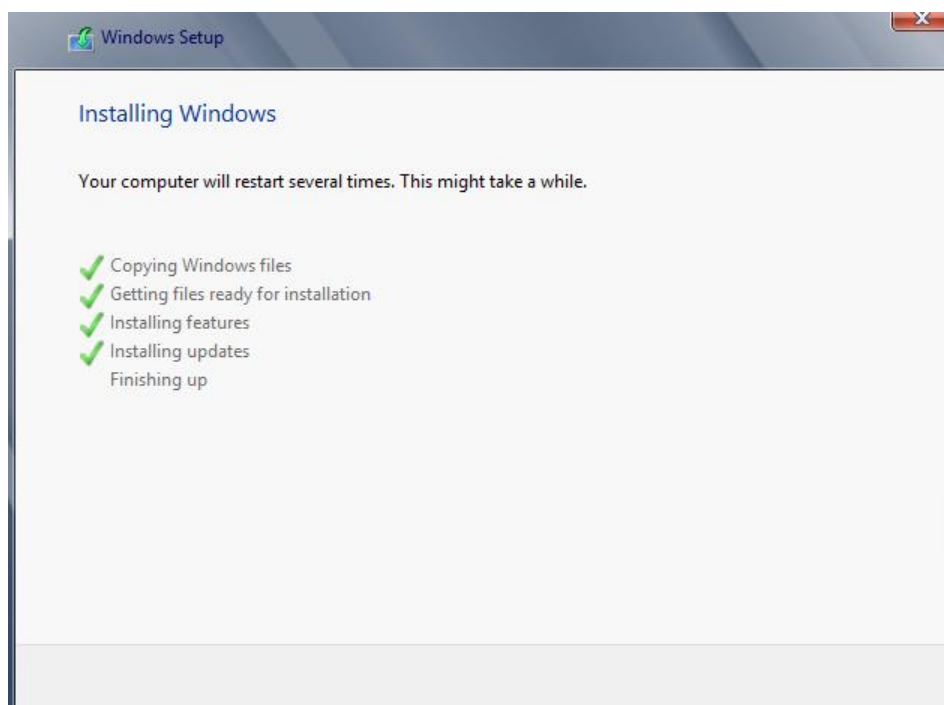 Windows Setup
Installing Windows
Your computer will restart several times. This might take a while.
Copying Windows files
Getting files ready for installation
Installing features
Installing updates
Finishing up